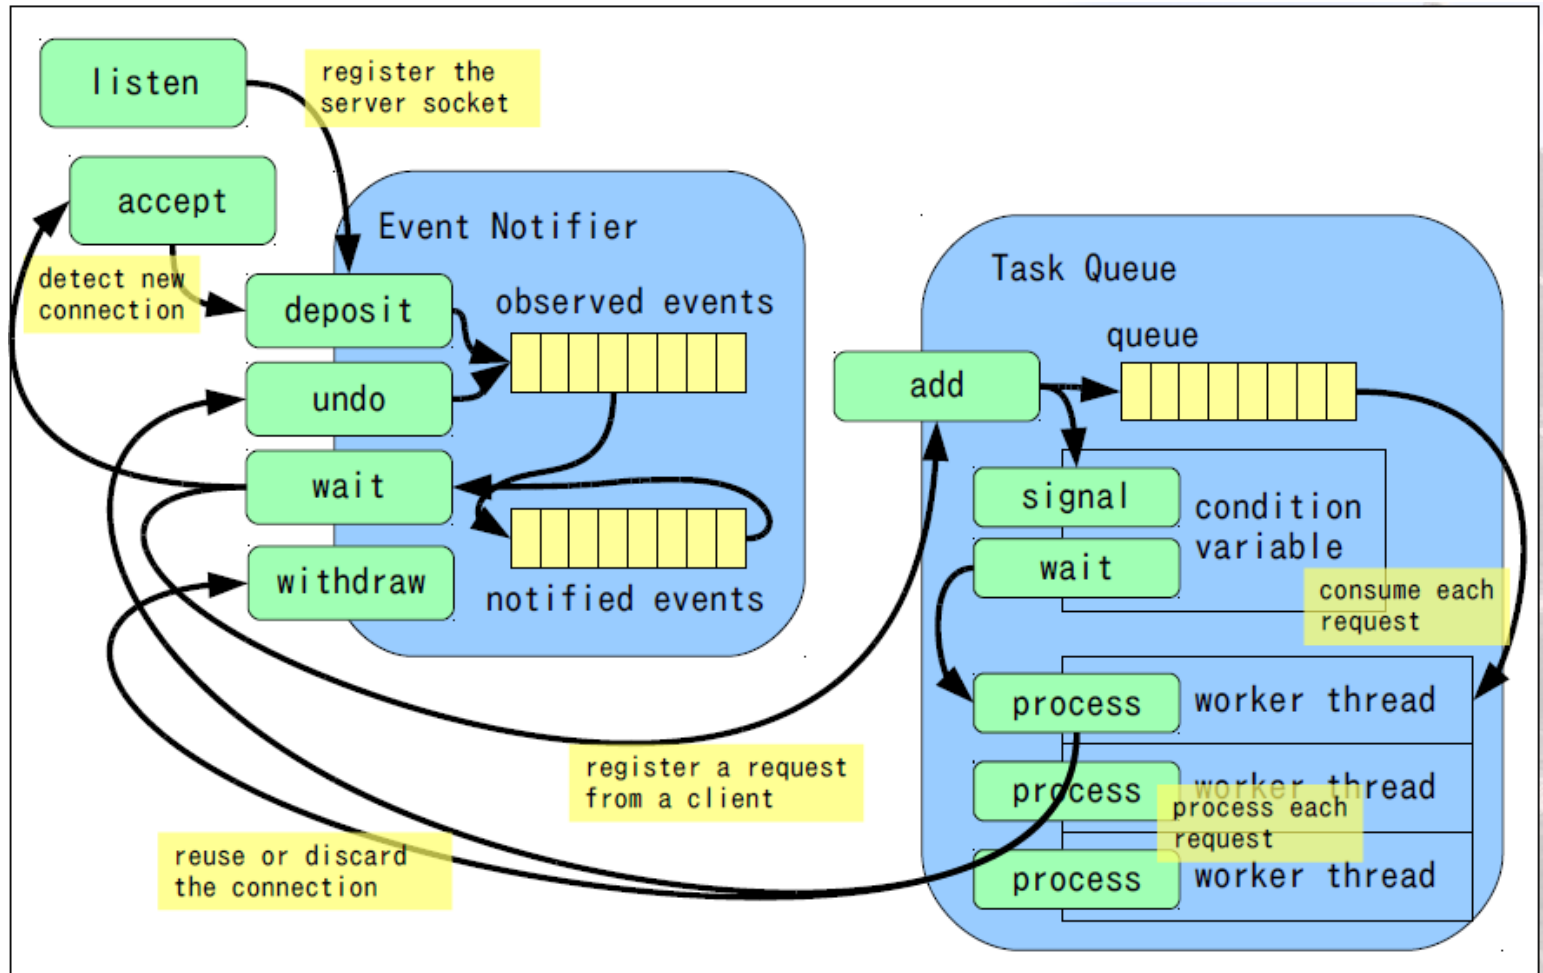 listen
register the
server socket
accept
Event Notifier
detect new
connection
deposit
observed events
undo
wait
withdraw
notified events
Task Queue
queue
add
signal
wait
condition
variable
consume each
request
process
worker thread
process
worker thread
process each
request
process
worker thread
register a request
from a client
reuse or discard
the connection